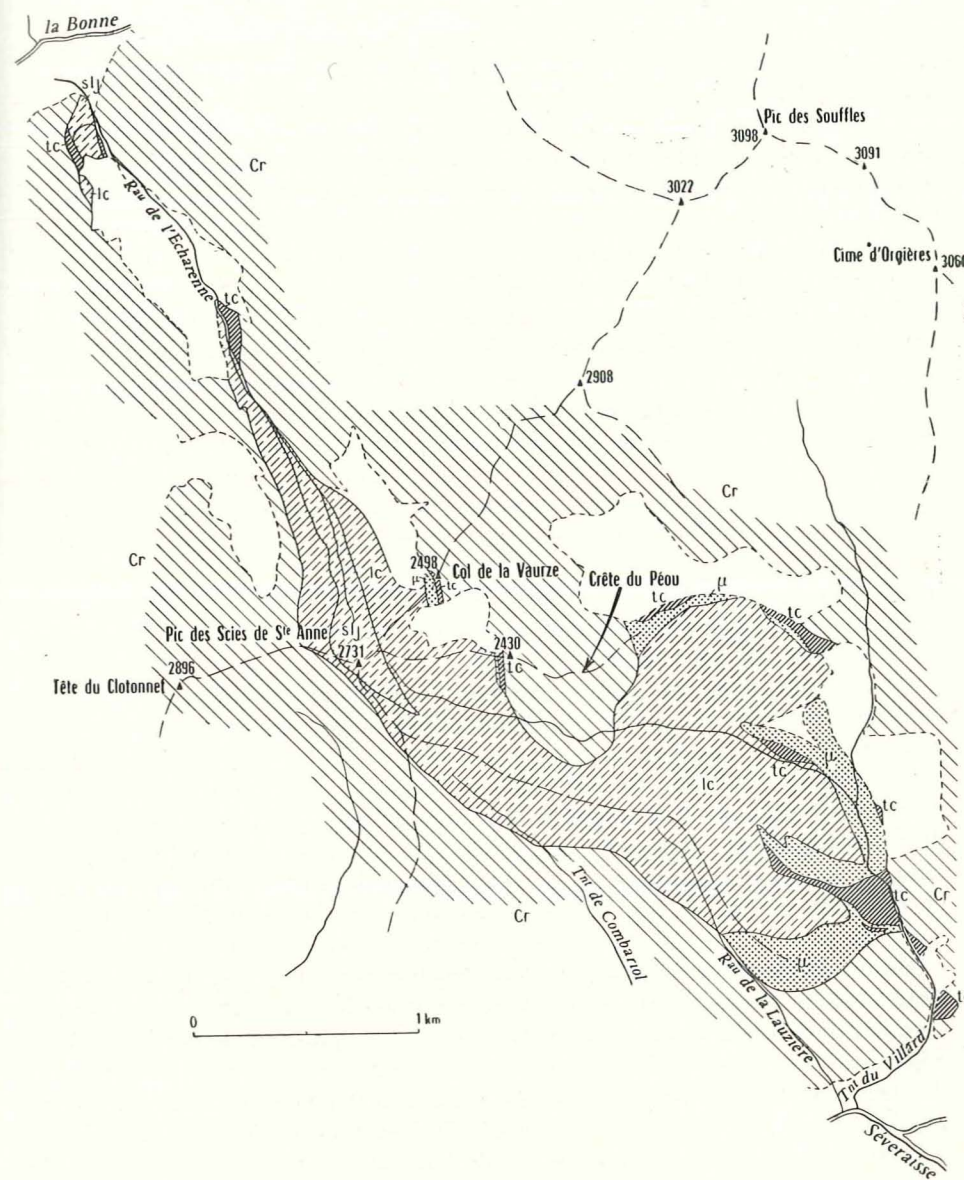 la Bonne
slj
tc
lc
Rau de l'Echarenne
Cr
Pic des Souffles
3098
3091
3022
Cime d'Orgières
3060
tc
2908
Cr
Cr
2498
Col de la Vaurze
lc
μ
tc
Crête du Péou
tc
μ
tc
Pic des Scies de Ste Anne
slj
2731
2430
tc
2896
Tête du Clotonnet
μ
tc
lc
tc
tc
Cr
Cr
Tnt de Combariol
μ
Rau de la Lauzière
t
0
1 km
Tnt du Villard
Séveraisse